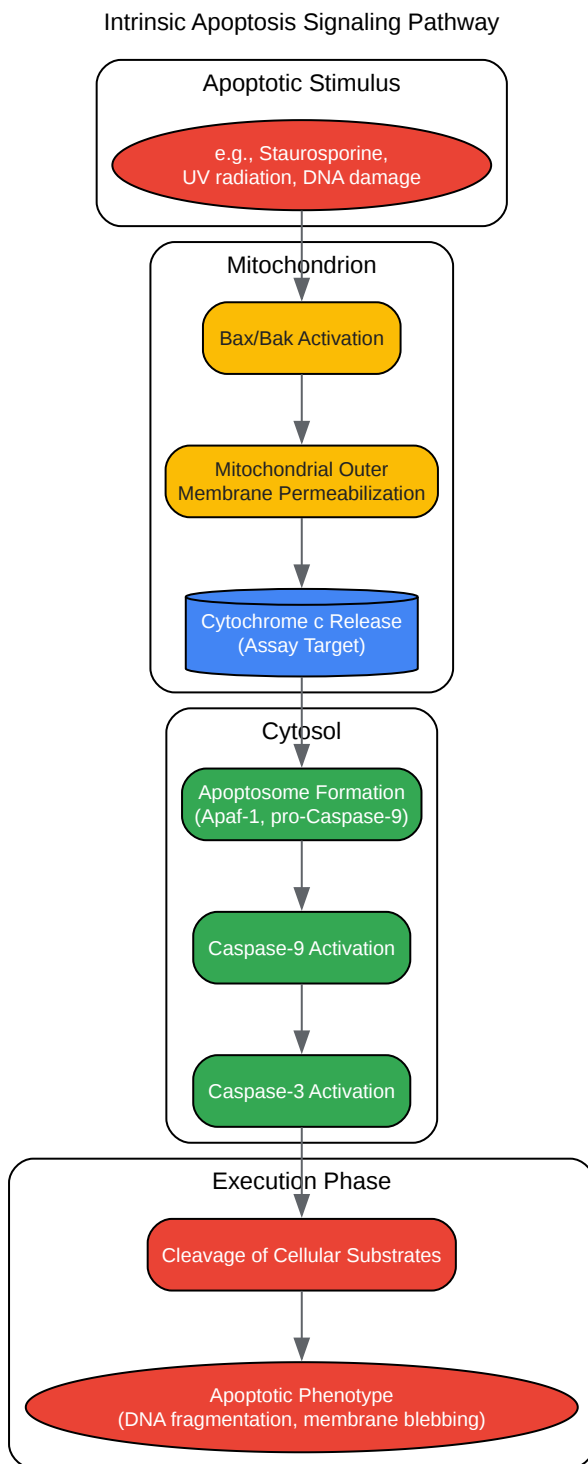 Intrinsic Apoptosis Signaling Pathway
Apoptotic Stimulus
e.g., Staurosporine,
UV radiation, DNA damage
Mitochondrion
Bax/Bak Activation
Mitochondrial Outer
Membrane Permeabilization
Cytochrome c Release
(Assay Target)
Cytosol
Apoptosome Formation
(Apaf-1, pro-Caspase-9)
Caspase-9 Activation
Caspase-3 Activation
Execution Phase
Cleavage of Cellular Substrates
Apoptotic Phenotype
(DNA fragmentation, membrane blebbing)